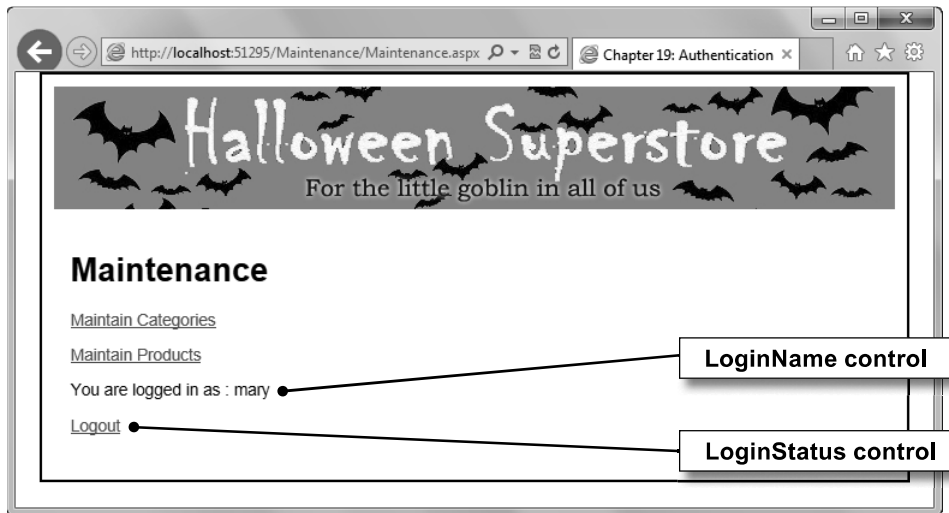 http://localhost:51295/Maintenance/Maintenance.aspx
Chapter 19: Authentication
Halloween Superstore
For the little goblin in all of us
Maintenance
Maintain Categories
Maintain Products
LoginName control
You are logged in as : mary
Logout
LoginStatus control